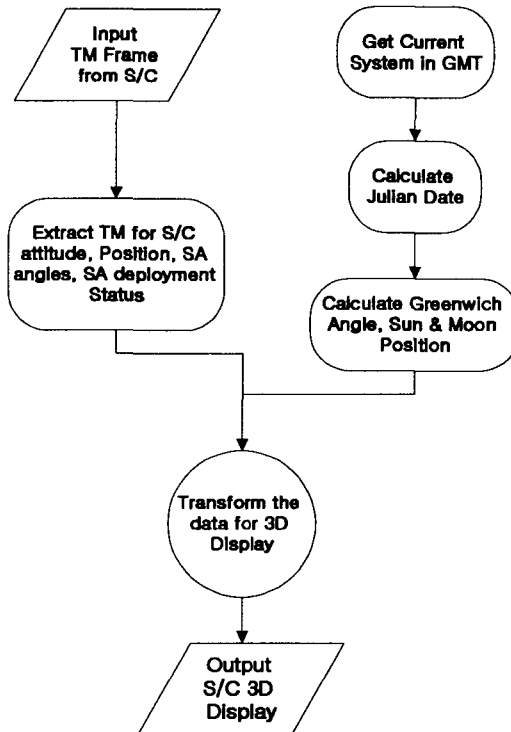 Input
TM Frame
from S/C
Get Current
System in GMT
Calculate
Julian Date
Extract TM for S/C
attitude, Position, SA
angles, SA deployment
Status
Calculate Greenwich
Angle, Sun & Moon
Position
Transform the
data for 3D
Display
Output
S/C 3D
Display